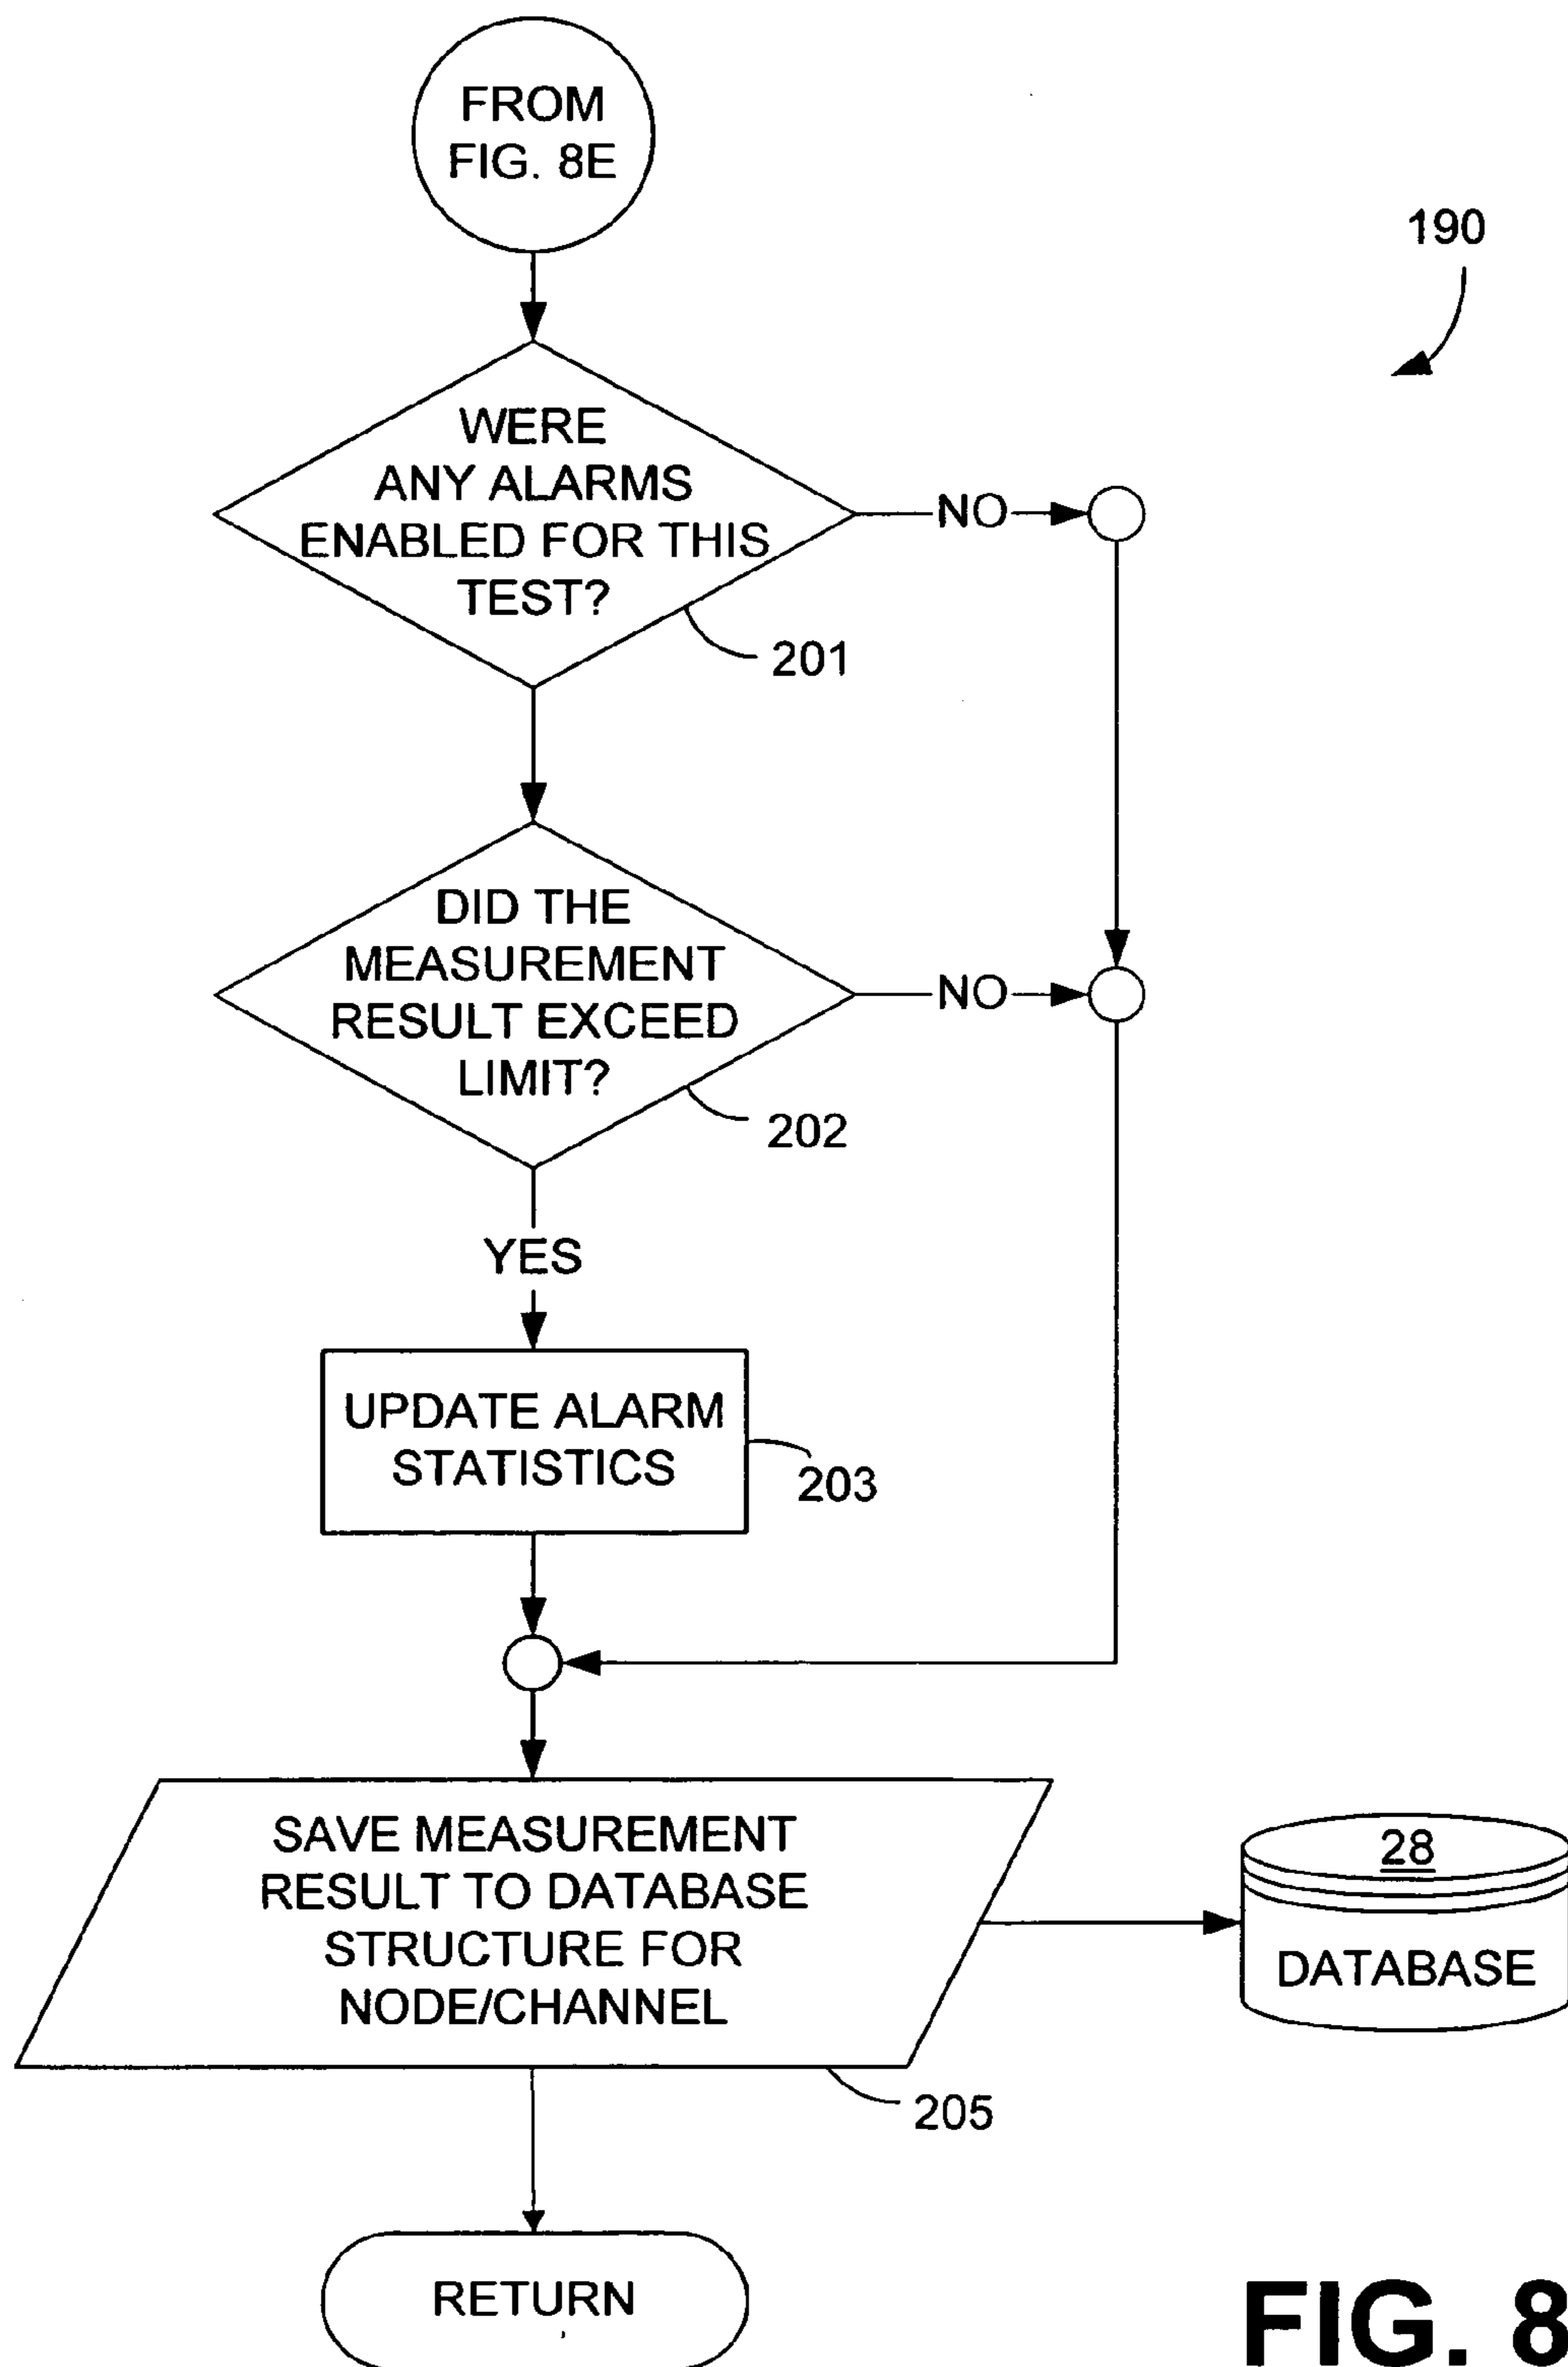 FROM
FIG. 8E
190
WERE
ANY ALARMS
ENABLED FOR THIS
TEST?
NO
201
DID THE
MEASUREMENT
RESULT EXCEED
LIMIT?
NO
202
YES
UPDATE ALARM
STATISTICS
203
SAVE MEASUREMENT
RESULT TO DATABASE
STRUCTURE FOR
NODE/CHANNEL
28
DATABASE
205
RETURN
FIG. 8